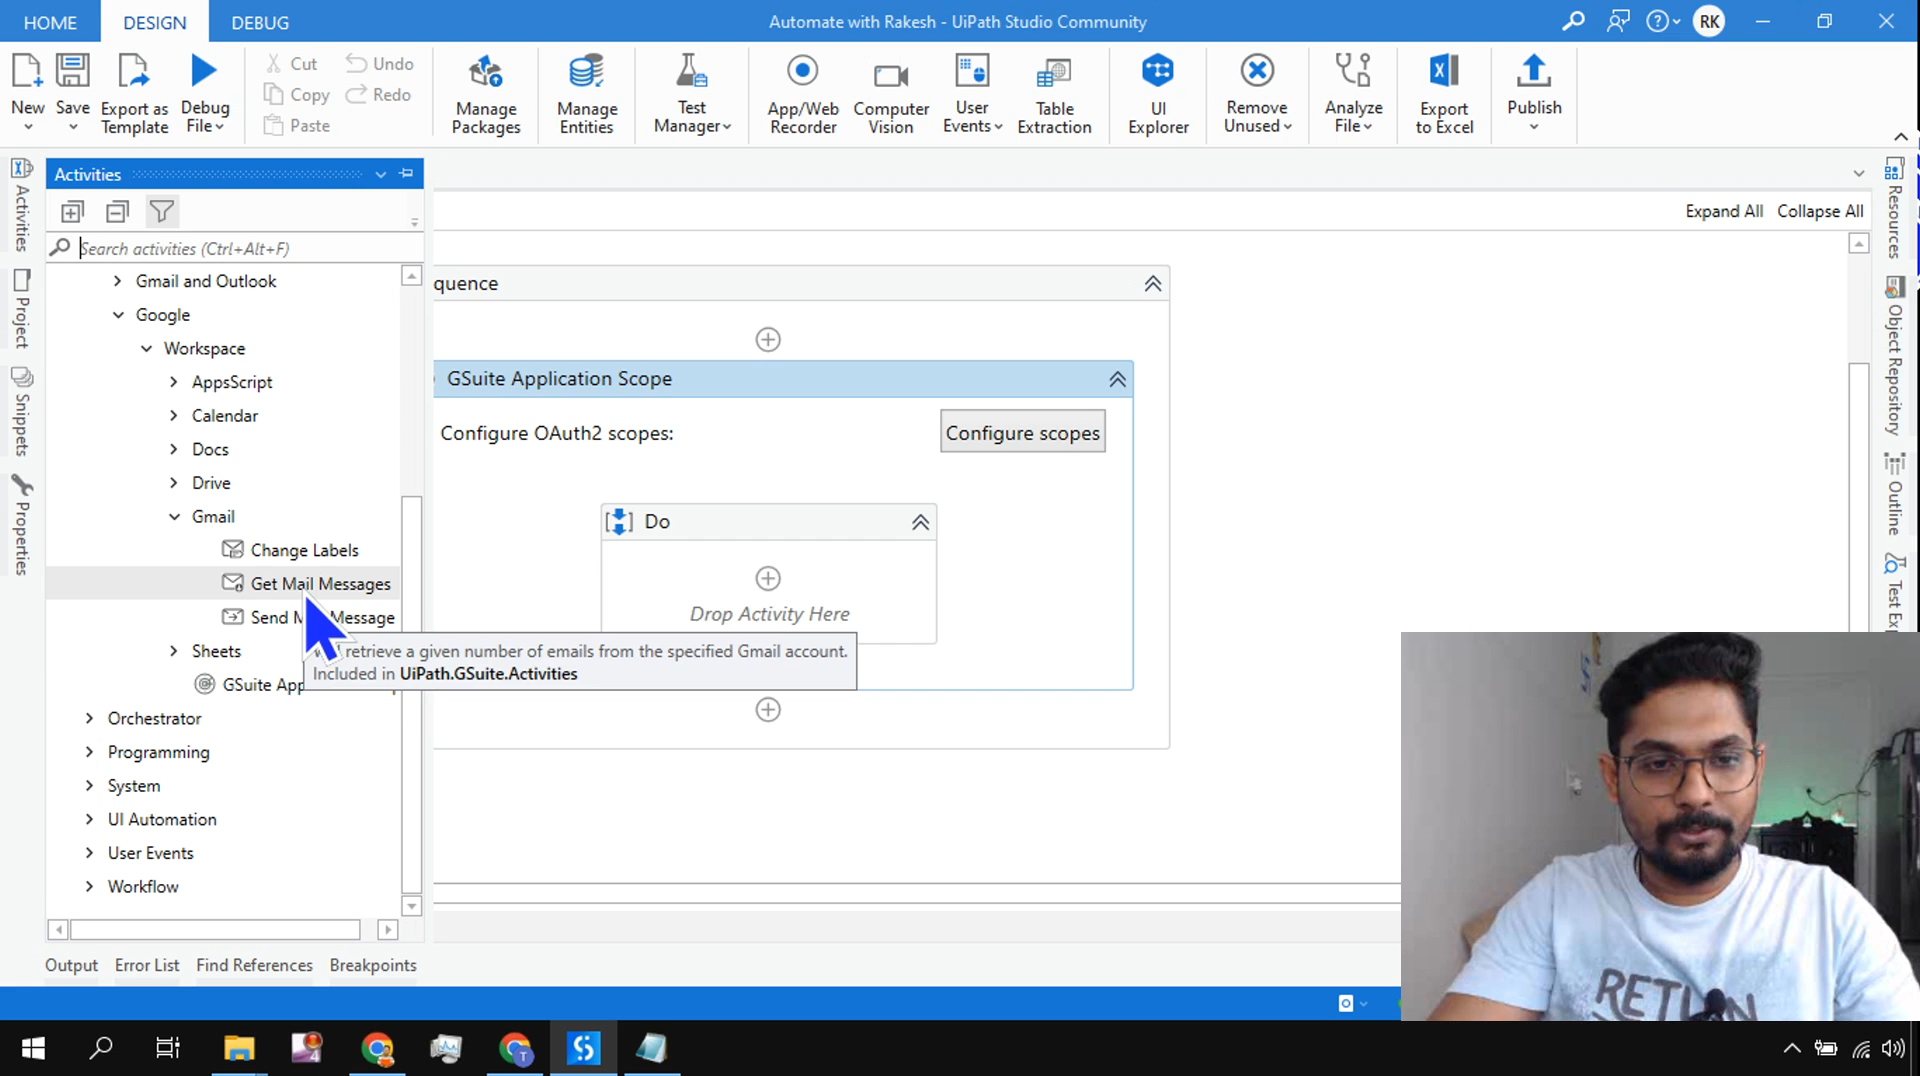 HOME DESIGN DEBUG
Automate with Rakesh - UiPath Studio Community
RK
New
Save
Export as
Template
Debug
File
Cut
Copy
Paste
Undo
Redo
Manage
Packages
Manage
Entities
Test
Manager
App/Web
Recorder
Computer
Vision
User
Events
Table
Extraction
UI
Explorer
Remove
Unused
Analyze
File
Export
to Excel
Publish
Activities
Project
Snippets
Properties
Activities
Search activities (Ctrl+Alt+F)
Gmail and Outlook
Google
Workspace
AppsScript
Calendar
Docs
Drive
Gmail
Change Labels
Get Mail Messages
Send Message
Sheets
GSuite App
Orchestrator
Programming
System
UI Automation
User Events
Workflow
retrieve a given number of emails from the specified Gmail account.
Included in UiPath.GSuite.Activities
Expand All Collapse All
quence
GSuite Application Scope
Configure OAuth2 scopes:
Configure scopes
Do
Drop Activity Here
Resources
Object Repository
Outline
Test Ex
Output Error List Find References Breakpoints